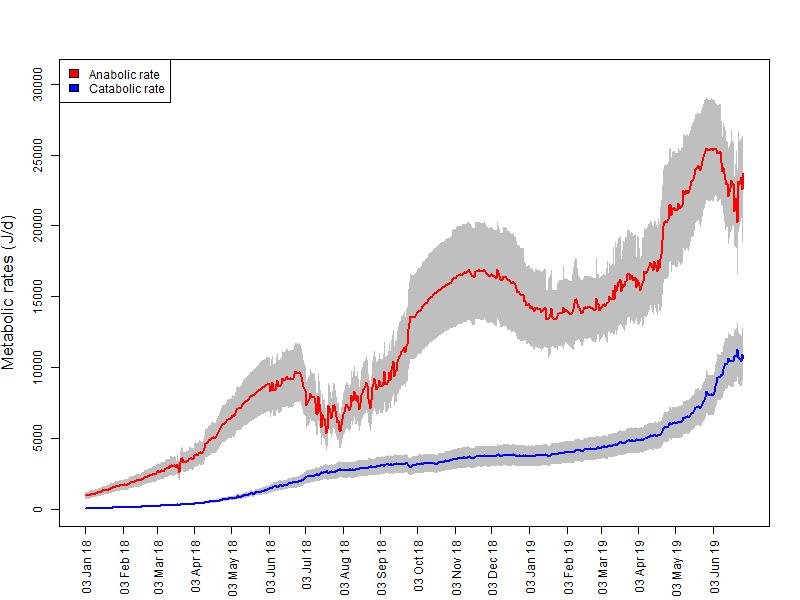 Anabolic rate
Catabolic rate
Metabolic rates (J/d)
30000
25000
20000
15000
10000
5000
0
03 Jan 18
03 Feb 18
03 Mar 18
03 Apr 18
03 May 18
03 Jun 18
03 Jul 18
03 Aug 18
03 Sep 18
03 Oct 18
03 Nov 18
03 Dec 18
03 Jan 19
03 Feb 19
03 Mar 19
03 Apr 19
03 May 19
03 Jun 19